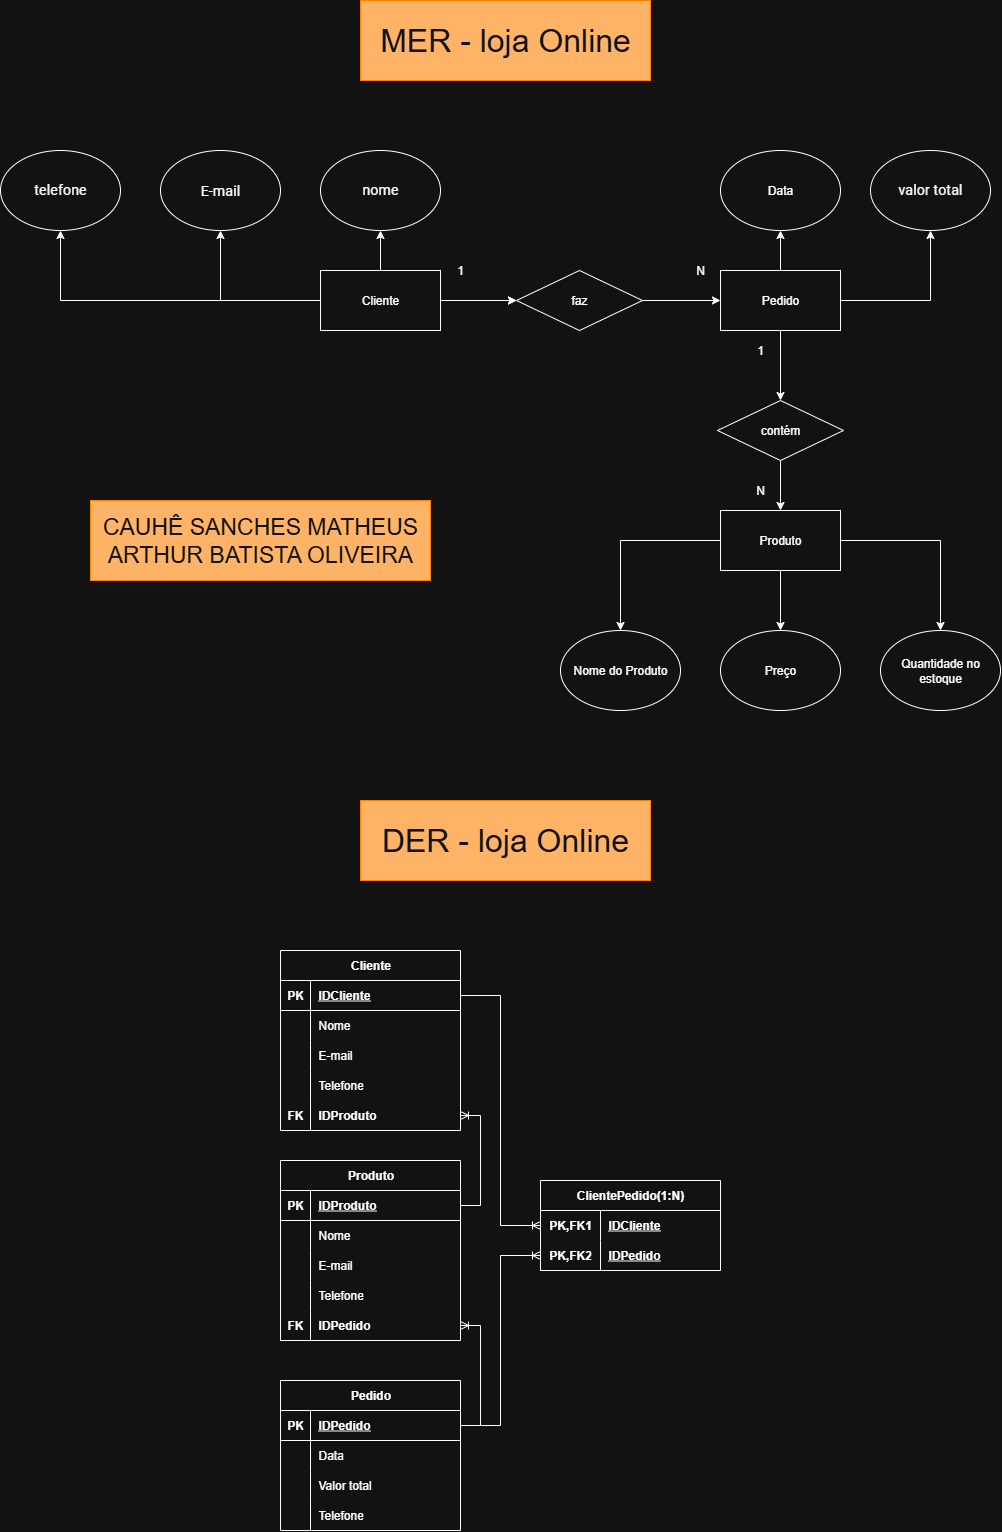 MER - loja Online
telefone
E-mail
nome
Data
valor total
Cliente
1
faz
N
Pedido
1
contém
N
Produto
CAUHÊ SANCHES MATHEUS
ARTHUR BATISTA OLIVEIRA
Nome do Produto
Preço
Quantidade no
estoque
DER - loja Online
Cliente
PK IDCliente
Nome
E-mail
Telefone
FK IDProduto
Produto
PK IDProduto
Nome
E-mail
Telefone
FK IDPedido
ClientePedido(1:N)
PK,FK1 IDCliente
PK,FK2 IDPedido
Pedido
PK IDPedido
Data
Valor total
Telefone